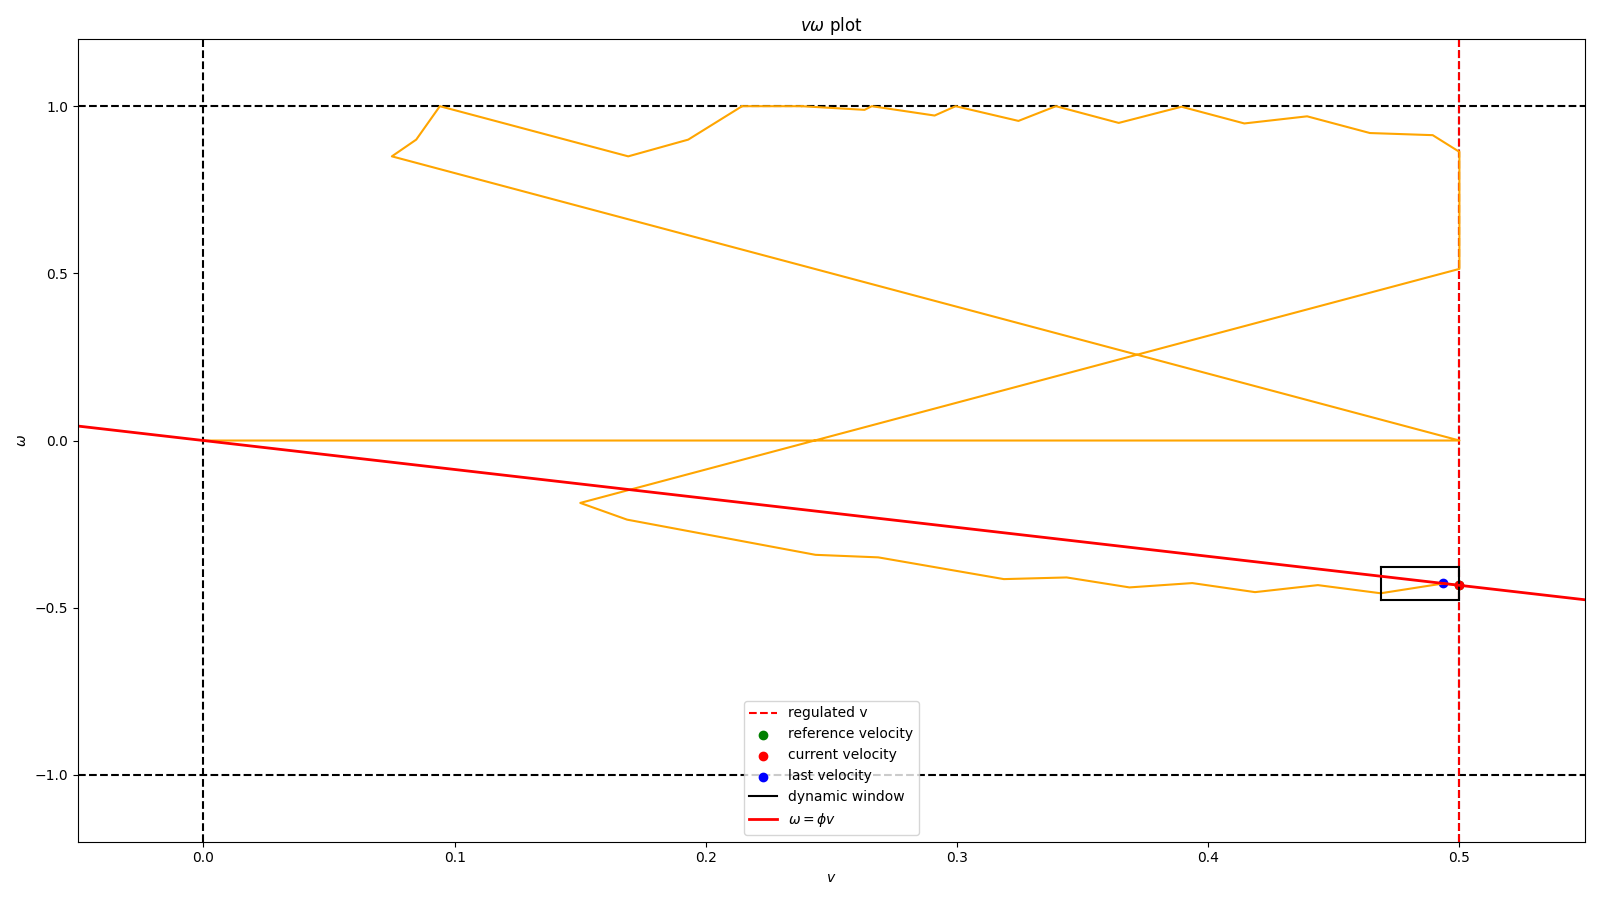 vω plot
1.0
0.5
0.0
−0.5
−1.0
ω
0.0
0.1
0.2
0.3
0.4
0.5
v
regulated v
reference velocity
current velocity
last velocity
dynamic window
ω = ϕv